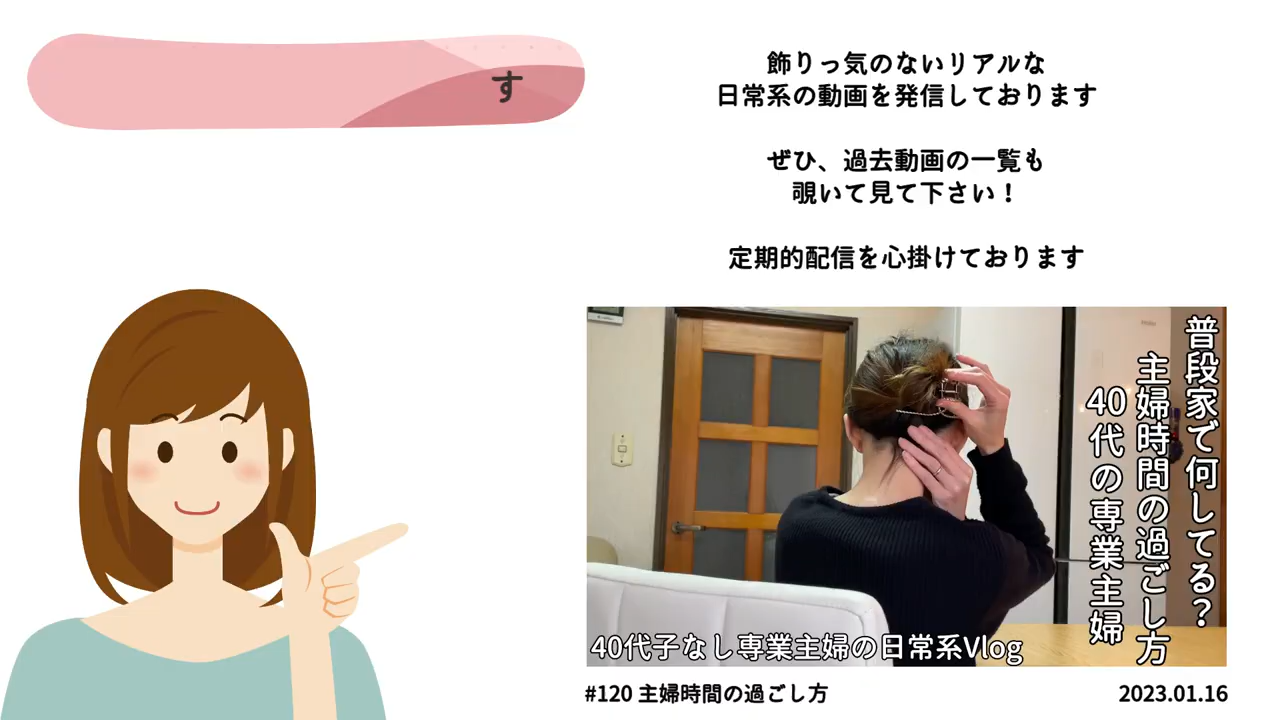 す
飾りっ気のないリアルな
日常系の動画を発信しております
ぜひ、過去動画の一覧も
覗いて見て下さい！
定期的配信を心掛けております
普段家で何してる？
主婦時間の過ごし方
40代の専業主婦
40代子なし専業主婦の日常系Vlog
#120 主婦時間の過ごし方
2023.01.16